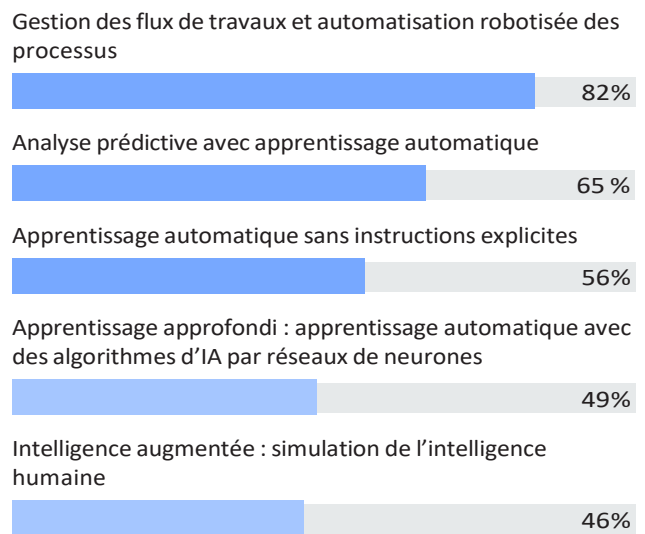 Gestion des flux de travaux et automatisation robotisée des
processus
82%
Analyse prédictive avec apprentissage automatique
65 %
Apprentissage automatique sans instructions explicites
56%
Apprentissage approfondi : apprentissage automatique avec
des algorithmes d’IA par réseaux de neurones
49%
Intelligence augmentée : simulation de l’intelligence
humaine
46%